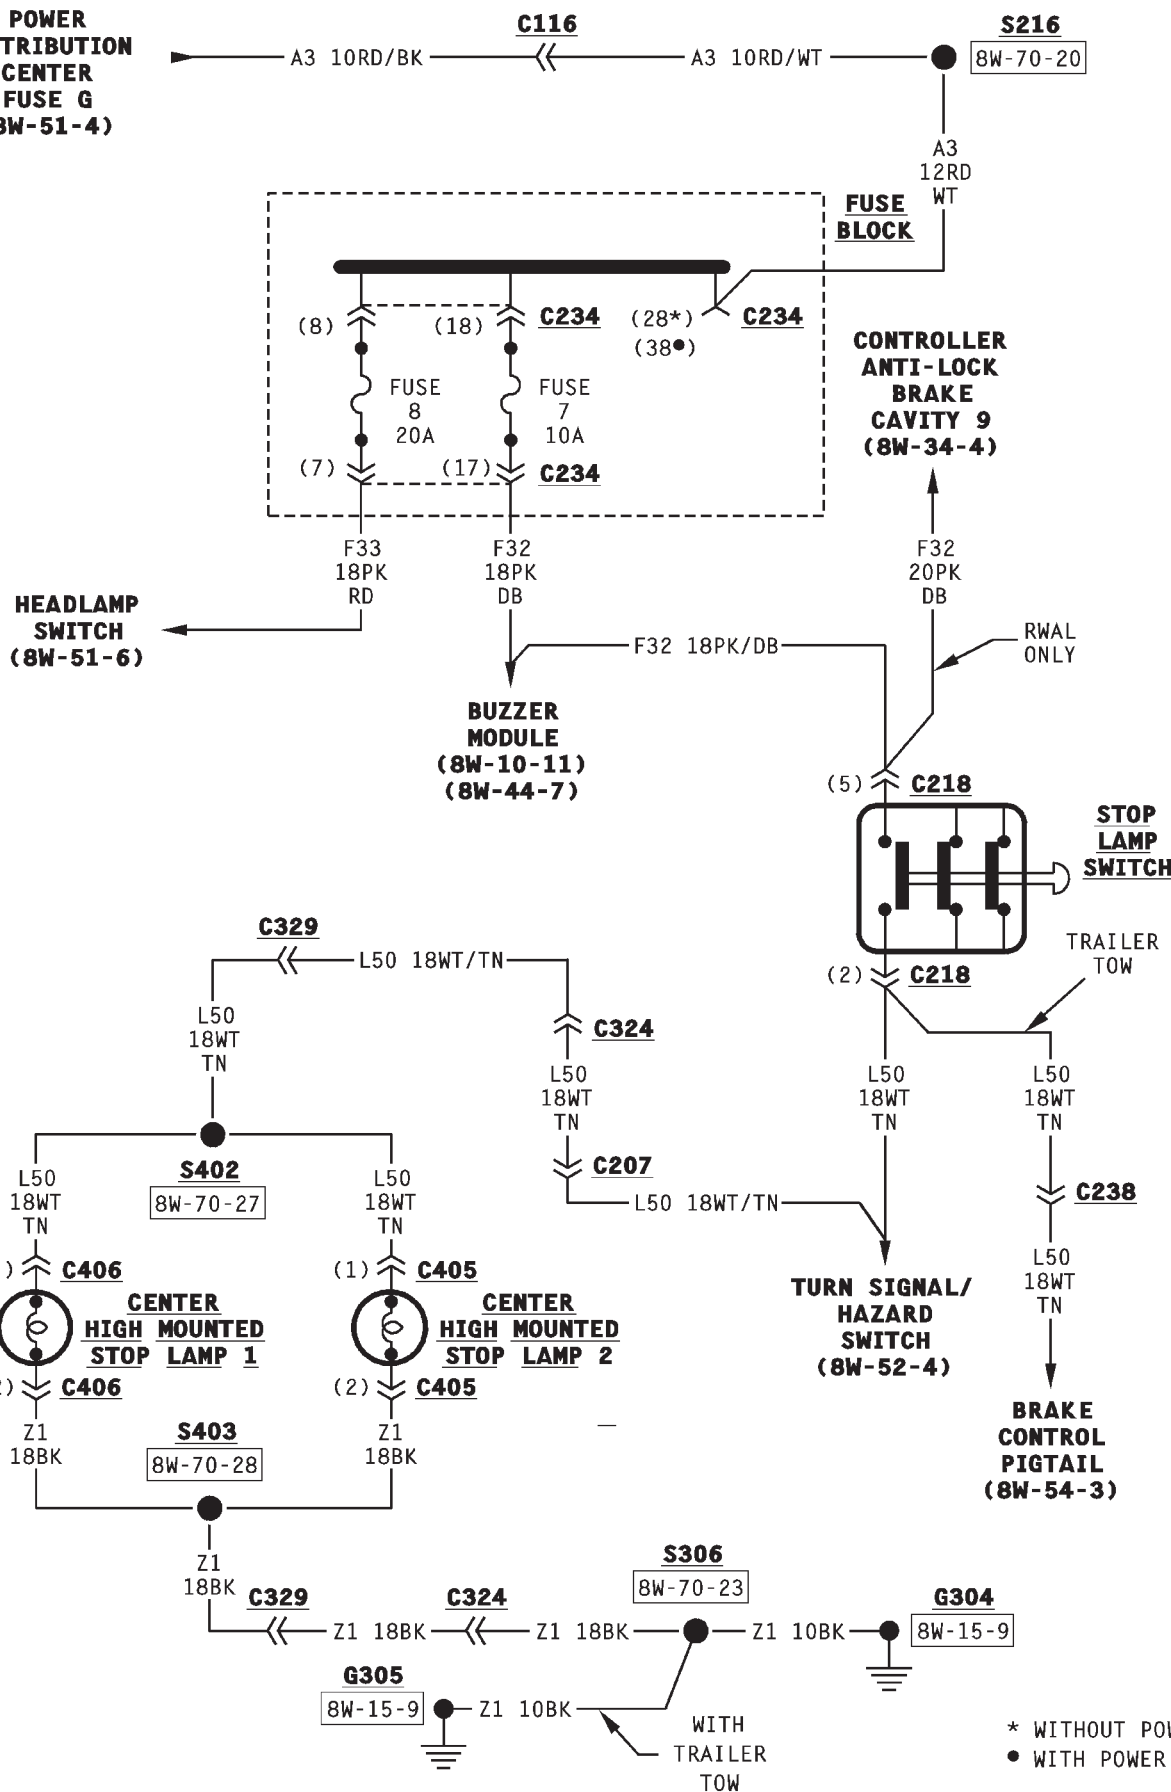 POWER
TRIBUTION
CENTER
FUSE G
8W-51-4)
A3 10RD/BK
C116
A3 10RD/WT
S216
8W-70-20
A3
12RD
WT
FUSE
BLOCK
(8)
(18)
C234
(28*)
(38●)
C234
FUSE
8
20A
FUSE
7
10A
(7)
(17)
C234
CONTROLLER
ANTI-LOCK
BRAKE
CAVITY 9
(8W-34-4)
F33
18PK
RD
F32
18PK
DB
F32
20PK
DB
HEADLAMP
SWITCH
(8W-51-6)
F32 18PK/DB
RWAL
ONLY
BUZZER
MODULE
(8W-10-11)
(8W-44-7)
(5)
C218
STOP
LAMP
SWITCH
C329
L50 18WT/TN
(2)
C218
TRAILER
TOW
L50
18WT
TN
C324
L50
18WT
TN
L50
18WT
TN
L50
18WT
TN
S402
8W-70-27
L50
18WT
TN
L50
18WT
TN
C207
L50 18WT/TN
C238
)
C406
(1)
C405
L50
18WT
TN
CENTER
HIGH MOUNTED
STOP LAMP 1
CENTER
HIGH MOUNTED
STOP LAMP 2
TURN SIGNAL/
HAZARD
SWITCH
(8W-52-4)
2)
C406
(2)
C405
Z1
18BK
S403
8W-70-28
Z1
18BK
BRAKE
CONTROL
PIGTAIL
(8W-54-3)
Z1
18BK
C329
Z1 18BK
C324
Z1 18BK
S306
8W-70-23
Z1 10BK
G304
8W-15-9
G305
8W-15-9
Z1 10BK
WITH
TRAILER
TOW
* WITHOUT POW
● WITH POWER